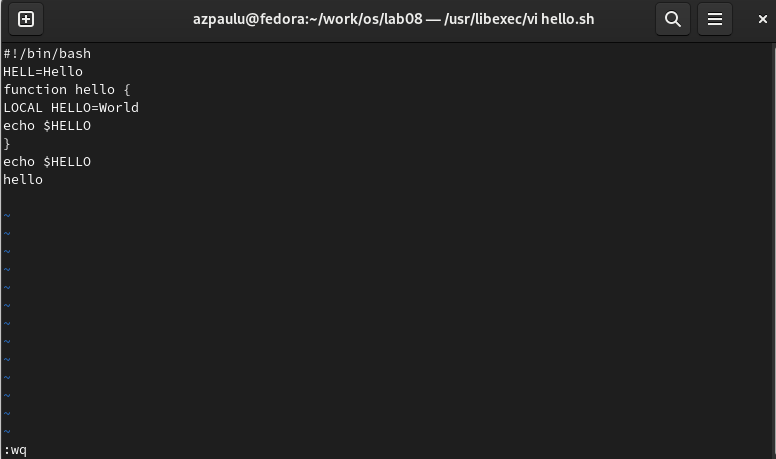 azpaulu@fedora:~/work/os/lab08 — /usr/libexec/vi hello.sh
#!/bin/bash
HELL=Hello
function hello {
LOCAL HELLO=World
echo $HELLO
}
echo $HELLO
hello
~
~
~
~
~
~
~
~
~
~
~
~
~
:wq